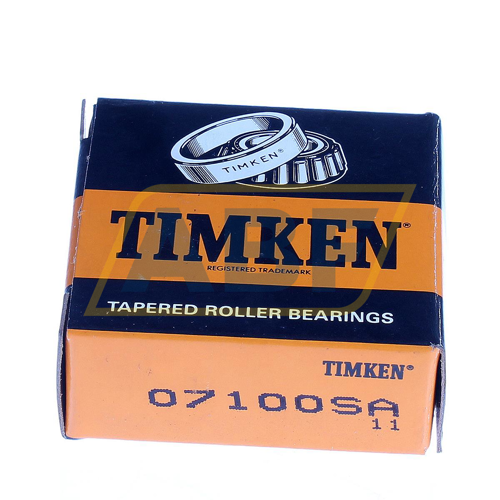 TIMKEN®
TIMKEN®
REGISTERED TRADEMARK
TAPERED ROLLER BEARINGS
TIMKEN®
07100SA
11